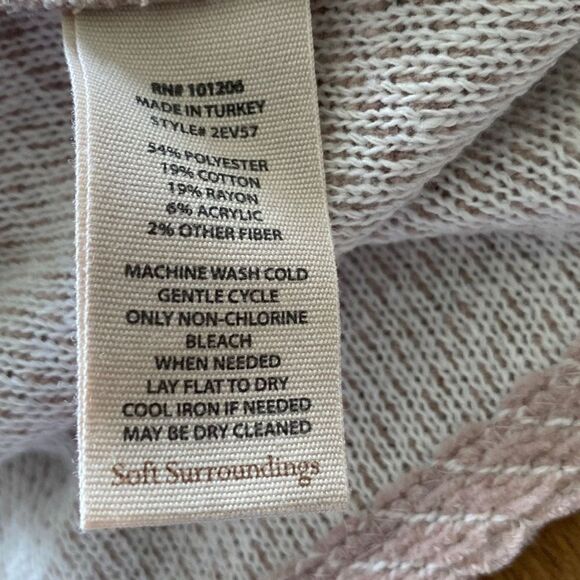 RN# 101206
MADE IN TURKEY
STYLE# 2EV57
54% POLYESTER
19% COTTON
19% RAYON
6% ACRYLIC
2% OTHER FIBER
MACHINE WASH COLD
GENTLE CYCLE
ONLY NON-CHLORINE
BLEACH
WHEN NEEDED
LAY FLAT TO DRY
COOL IRON IF NEEDED
MAY BE DRY CLEANED
Soft Surroundings